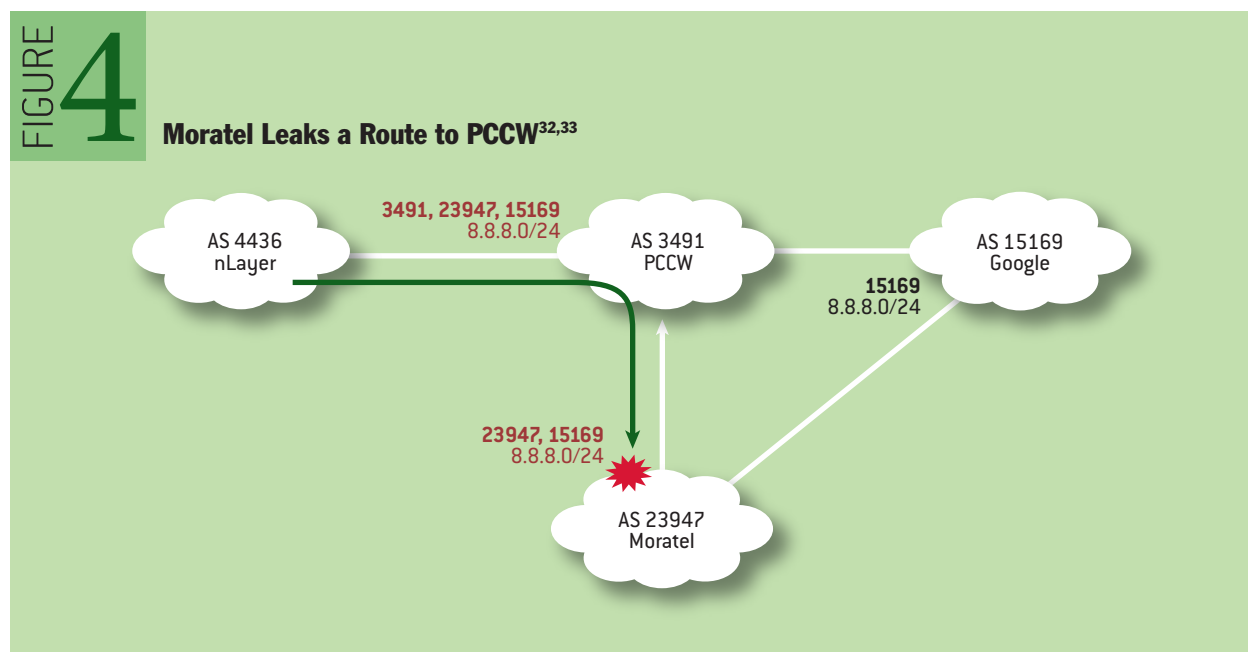 FIGURE 4
Moratel Leaks a Route to PCCW32,33
3491, 23947, 15169
8.8.8.0/24
AS 4436
nLayer
AS 3491
PCCW
AS 15169
Google
15169
8.8.8.0/24
23947, 15169
8.8.8.0/24
AS 23947
Moratel